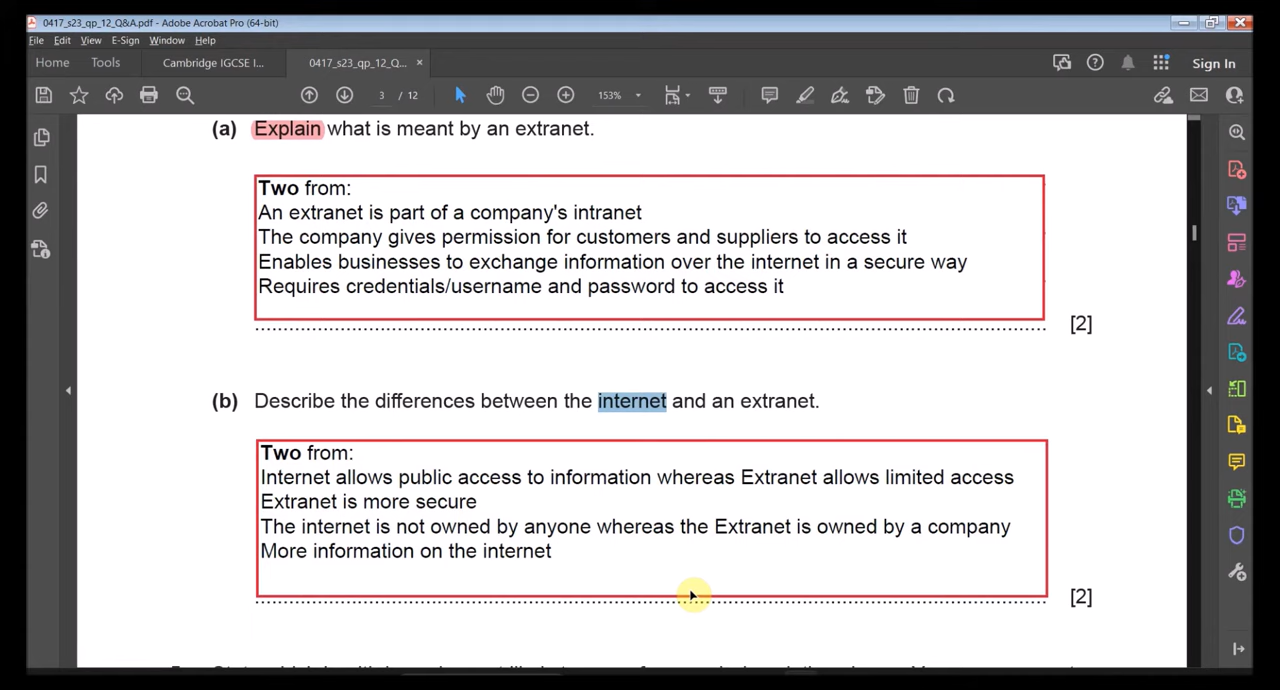 0417_s23_qp_12_Q&A.pdf - Adobe Acrobat Pro (64-bit)
File Edit View E-Sign Window Help
Home Tools Cambridge IGCSE I... 0417_s23_qp_12_Q... × Sign In
3 / 12 153%
(a) Explain what is meant by an extranet.
Two from:
An extranet is part of a company's intranet
The company gives permission for customers and suppliers to access it
Enables businesses to exchange information over the internet in a secure way
Requires credentials/username and password to access it
[2]
(b) Describe the differences between the internet and an extranet.
Two from:
Internet allows public access to information whereas Extranet allows limited access
Extranet is more secure
The internet is not owned by anyone whereas the Extranet is owned by a company
More information on the internet
[2]